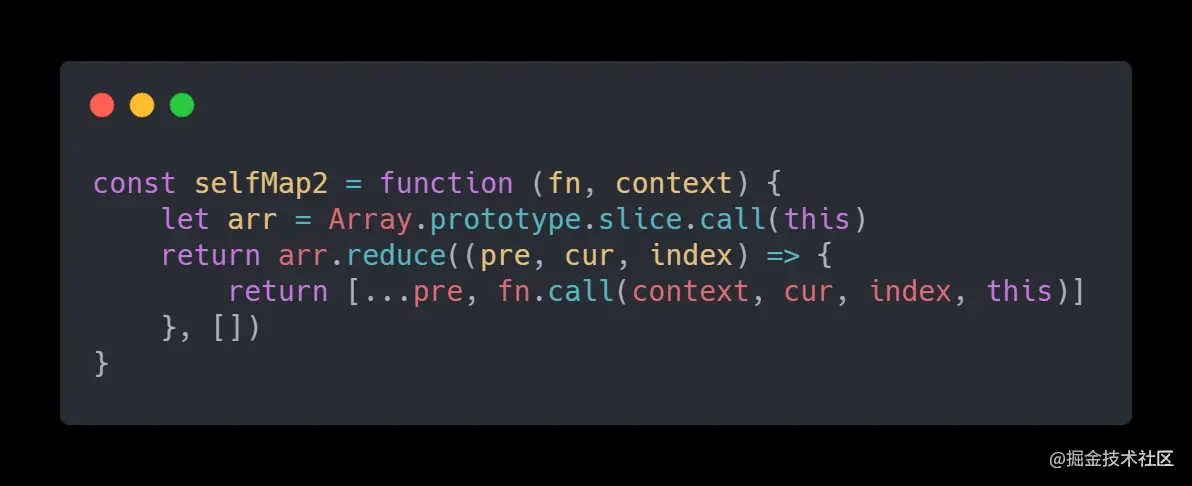 const selfMap2 = function (fn, context) {
    let arr = Array.prototype.slice.call(this)
    return arr.reduce((pre, cur, index) => {
        return [...pre, fn.call(context, cur, index, this)]
    }, [])
}
@掘金技术社区